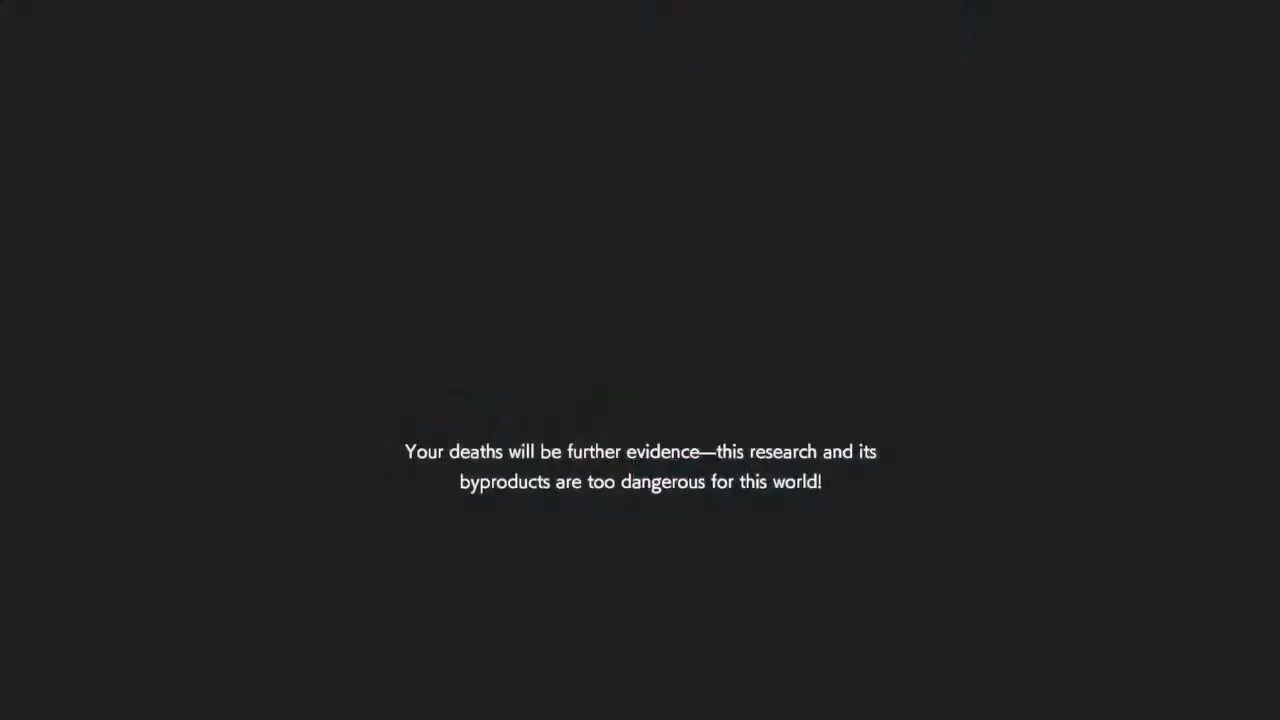 Your deaths will be further evidence—this research and its
byproducts are too dangerous for this world!